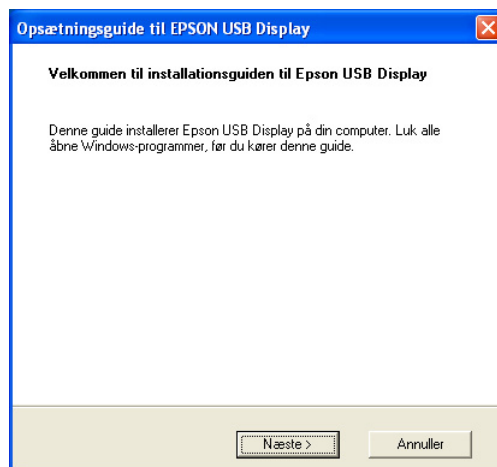 Opsætningsguide til EPSON USB Display
Velkommen til installationsguiden til Epson USB Display
Denne guide installerer Epson USB Display på din computer. Luk alle
åbne Windows-programmer, før du kører denne guide.
Næste >
Annuller